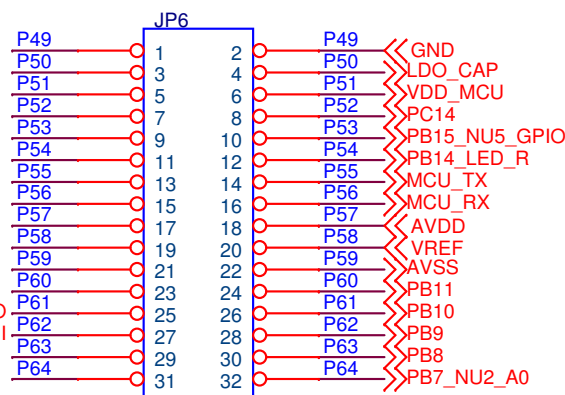 JP6
P49 1 2 P49 GND
P50 3 4 P50 LDO_CAP
P51 5 6 P51 VDD_MCU
P52 7 8 P52 PC14
P53 9 10 P53 PB15_NU5_GPIO
P54 11 12 P54 PB14_LED_R
P55 13 14 P55 MCU_TX
P56 15 16 P56 MCU_RX
P57 17 18 P57 AVDD
P58 19 20 P58 VREF
P59 21 22 P59 AVSS
P60 23 24 P60 PB11
P61 25 26 P61 PB10
P62 27 28 P62 PB9
P63 29 30 P63 PB8
P64 31 32 P64 PB7_NU2_A0